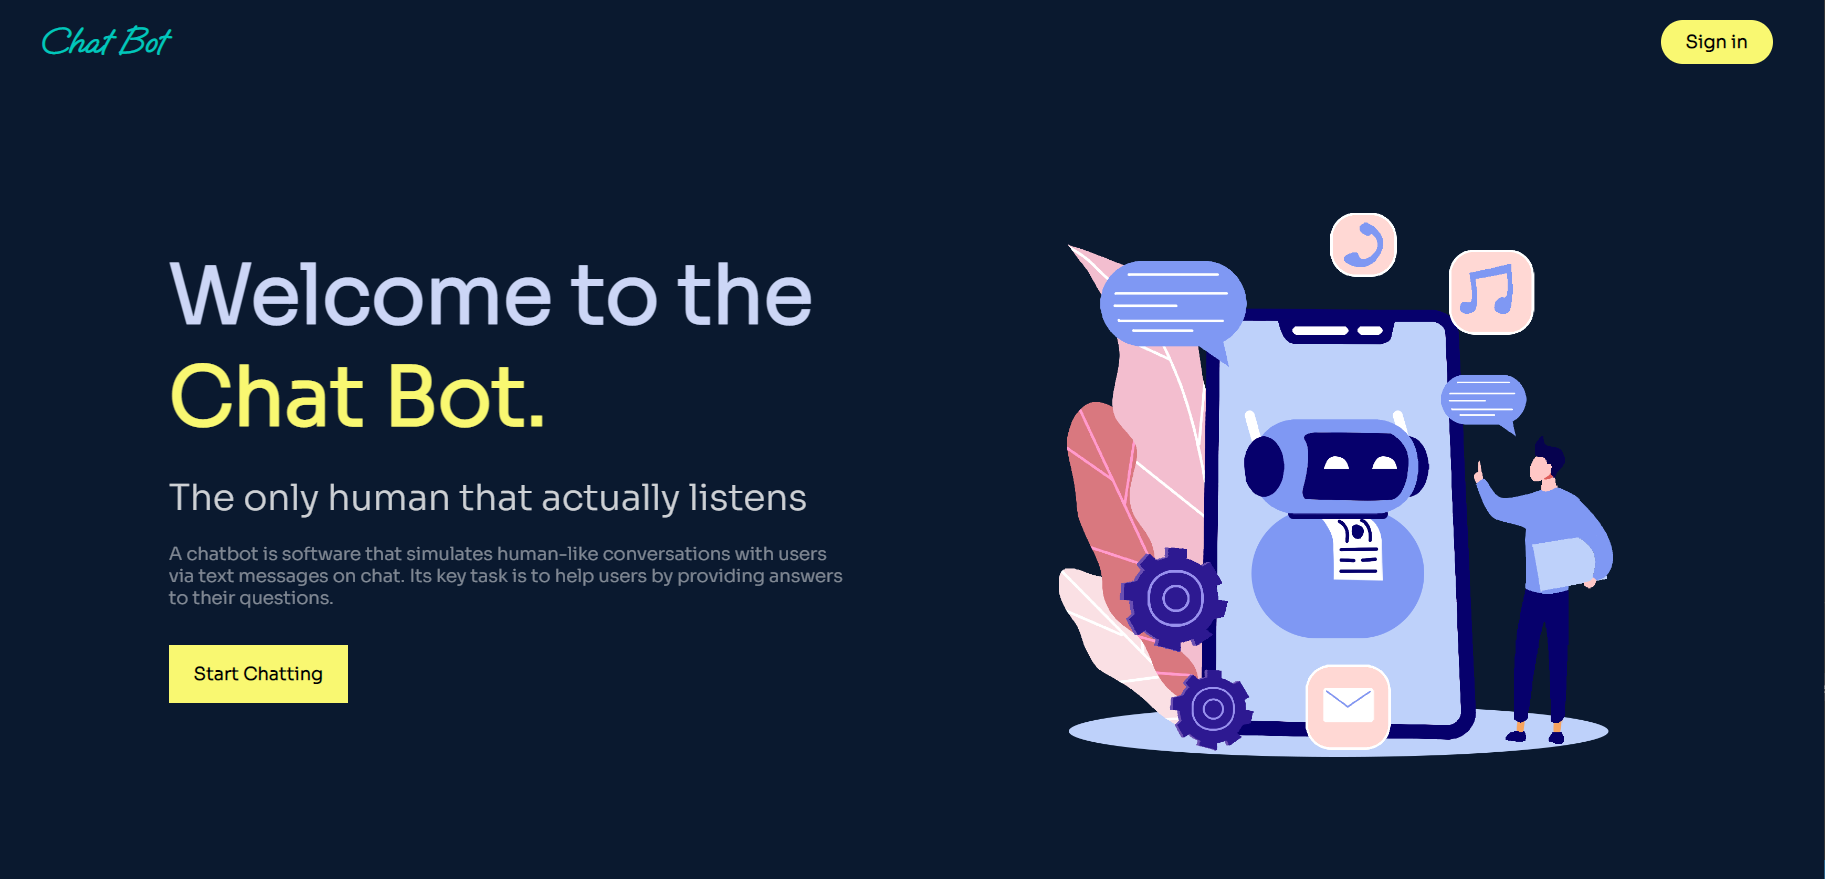 Chat Bot
Sign in
Welcome to the
Chat Bot.
The only human that actually listens
A chatbot is software that simulates human-like conversations with users
via text messages on chat. Its key task is to help users by providing answers
to their questions.
Start Chatting